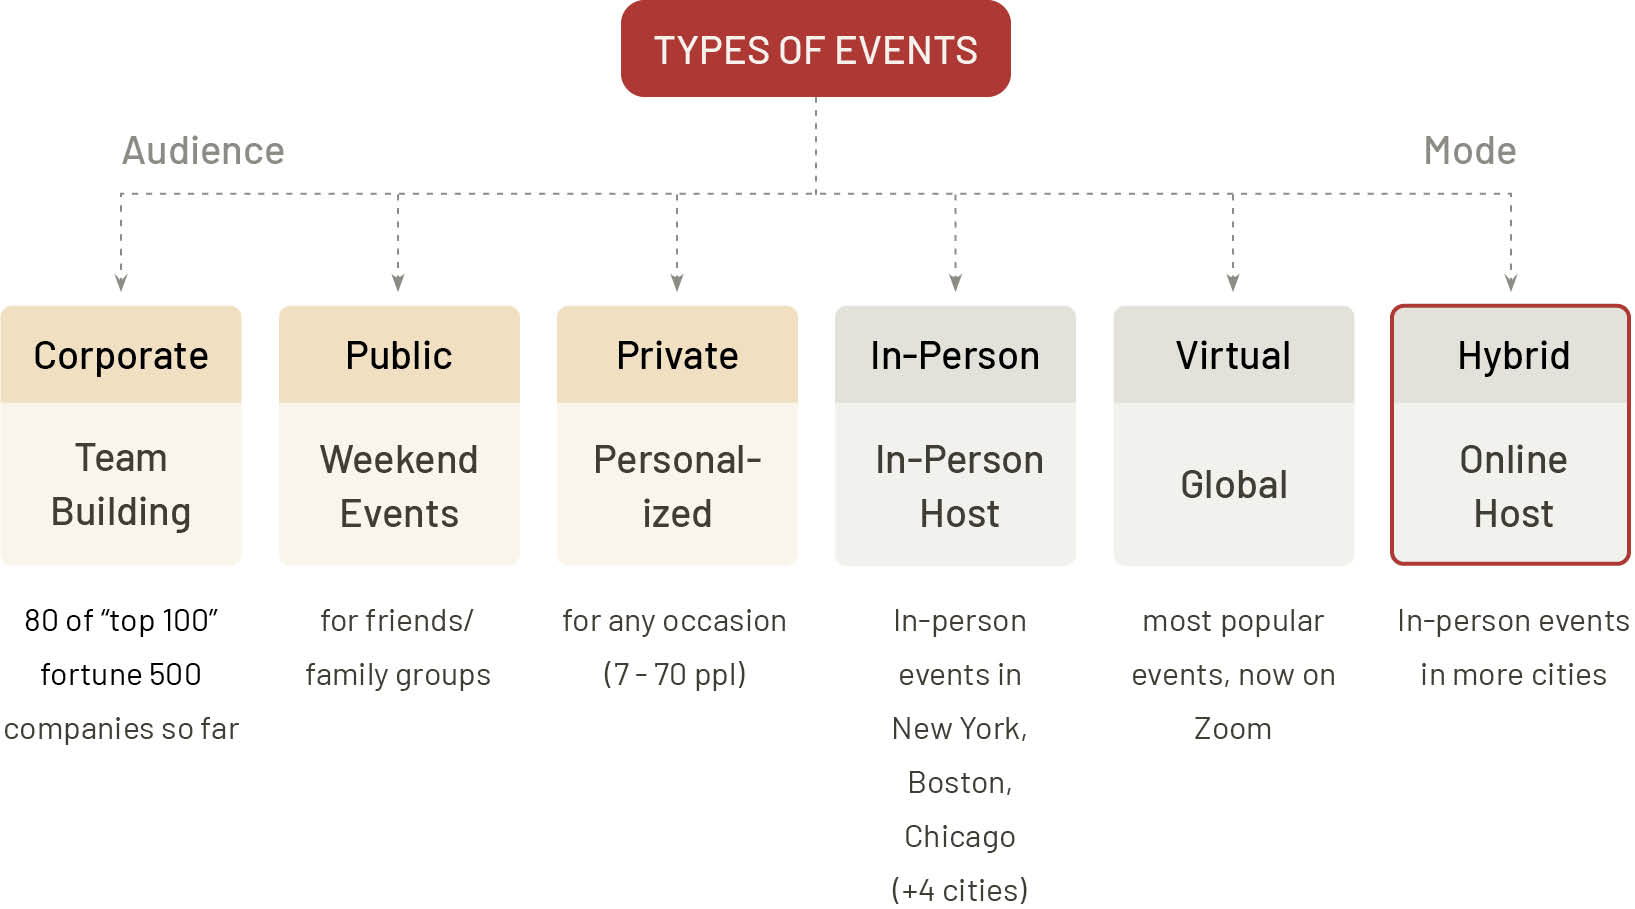 TYPES OF EVENTS
Audience
Mode
Corporate
Team
Building
80 of “top 100”
fortune 500
companies so far
Public
Weekend
Events
for friends/
family groups
Private
Personal-
ized
for any occasion
(7 - 70 ppl)
In-Person
In-Person
Host
In-person
events in
New York,
Boston,
Chicago
(+4 cities)
Virtual
Global
most popular
events, now on
Zoom
Hybrid
Online
Host
In-person events
in more cities